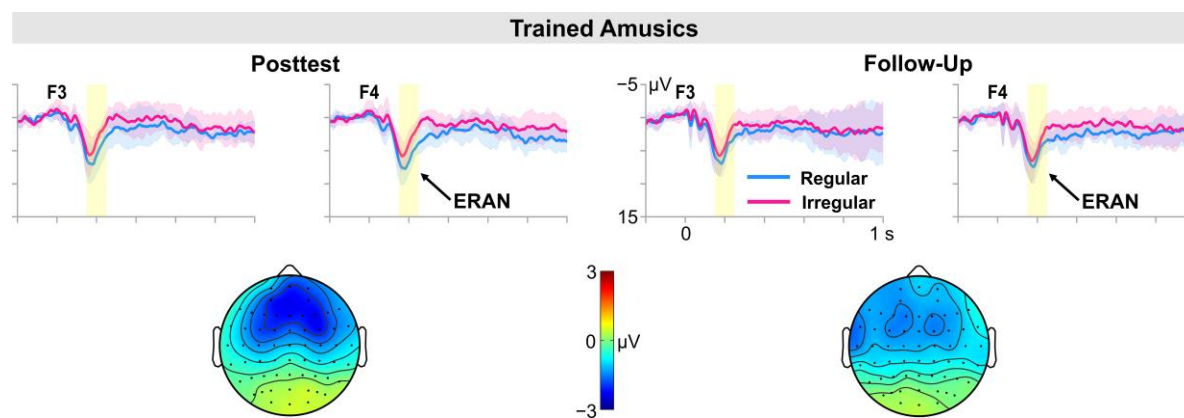 Trained Amusics
Posttest
Follow-Up
F3
F4
−5
μV
F3
F4
ERAN
Regular
Irregular
ERAN
15
0
1 s
3
0
μV
−3